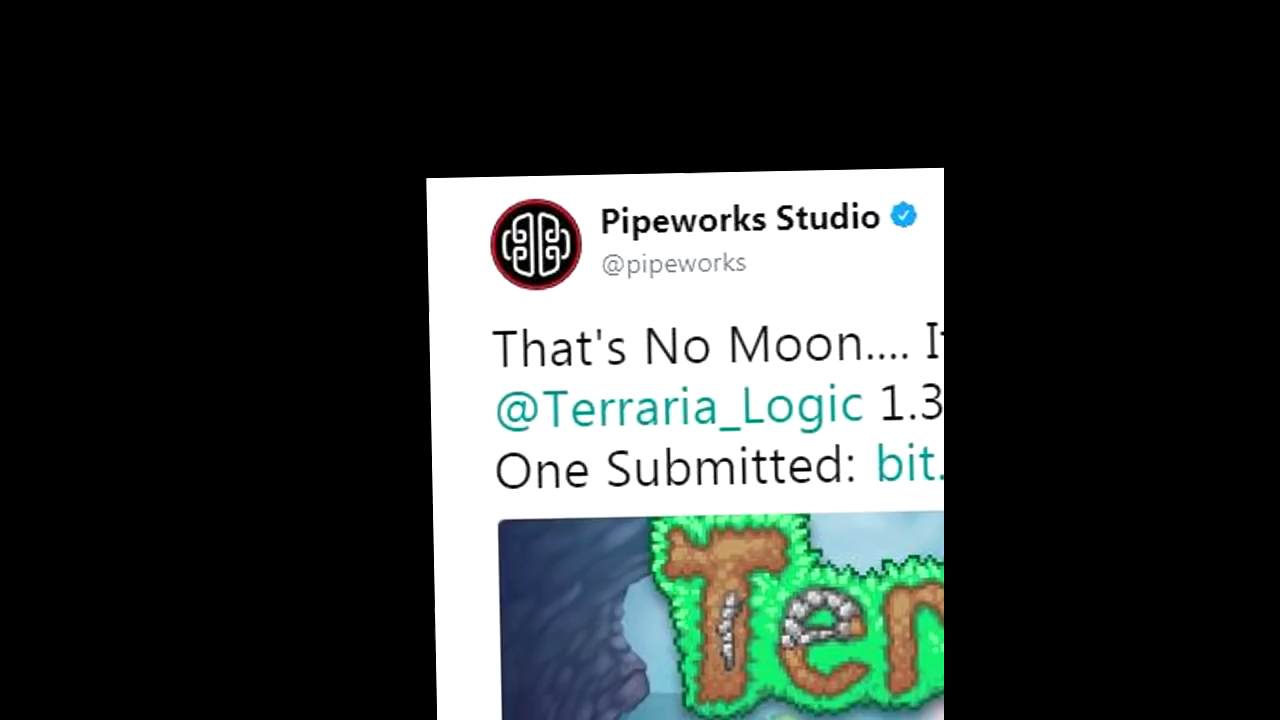 Pipeworks Studio
@pipeworks
That's No Moon....
@Terraria_Logic 1.3
One Submitted: bit.
Ter